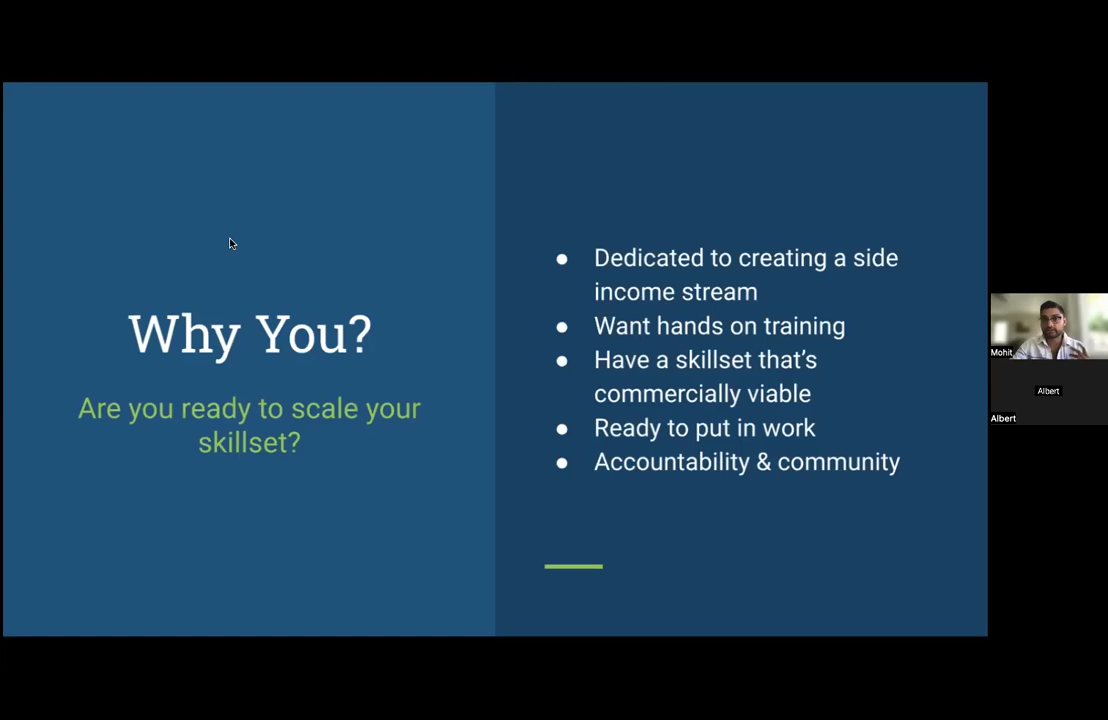 Why You?
Are you ready to scale your
skillset?
● Dedicated to creating a side
income stream
● Want hands on training
● Have a skillset that's
commercially viable
● Ready to put in work
● Accountability & community
Mohit
Albert
Albert